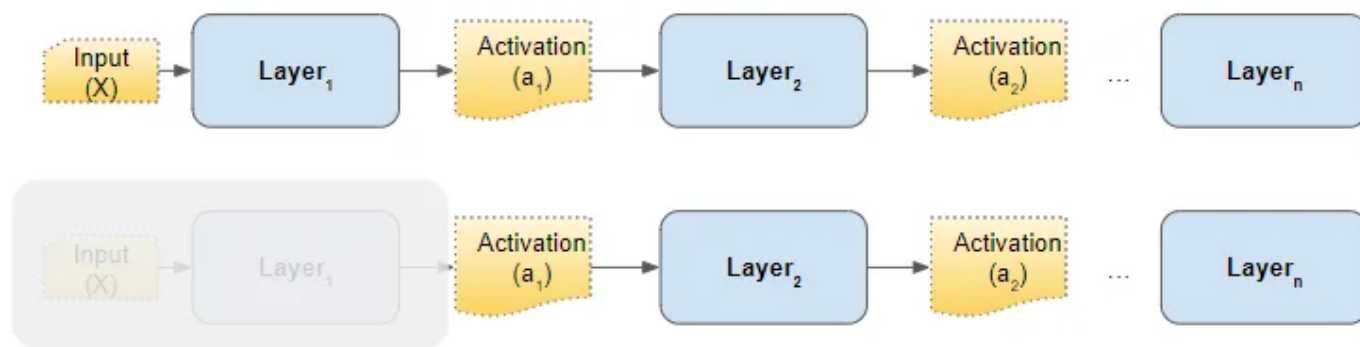 Input
(X)
Layer₁
Activation
(a₁)
Layer₂
Activation
(a₂)
...
Layerₙ
Input
(X)
Layer₁
Activation
(a₁)
Layer₂
Activation
(a₂)
...
Layerₙ